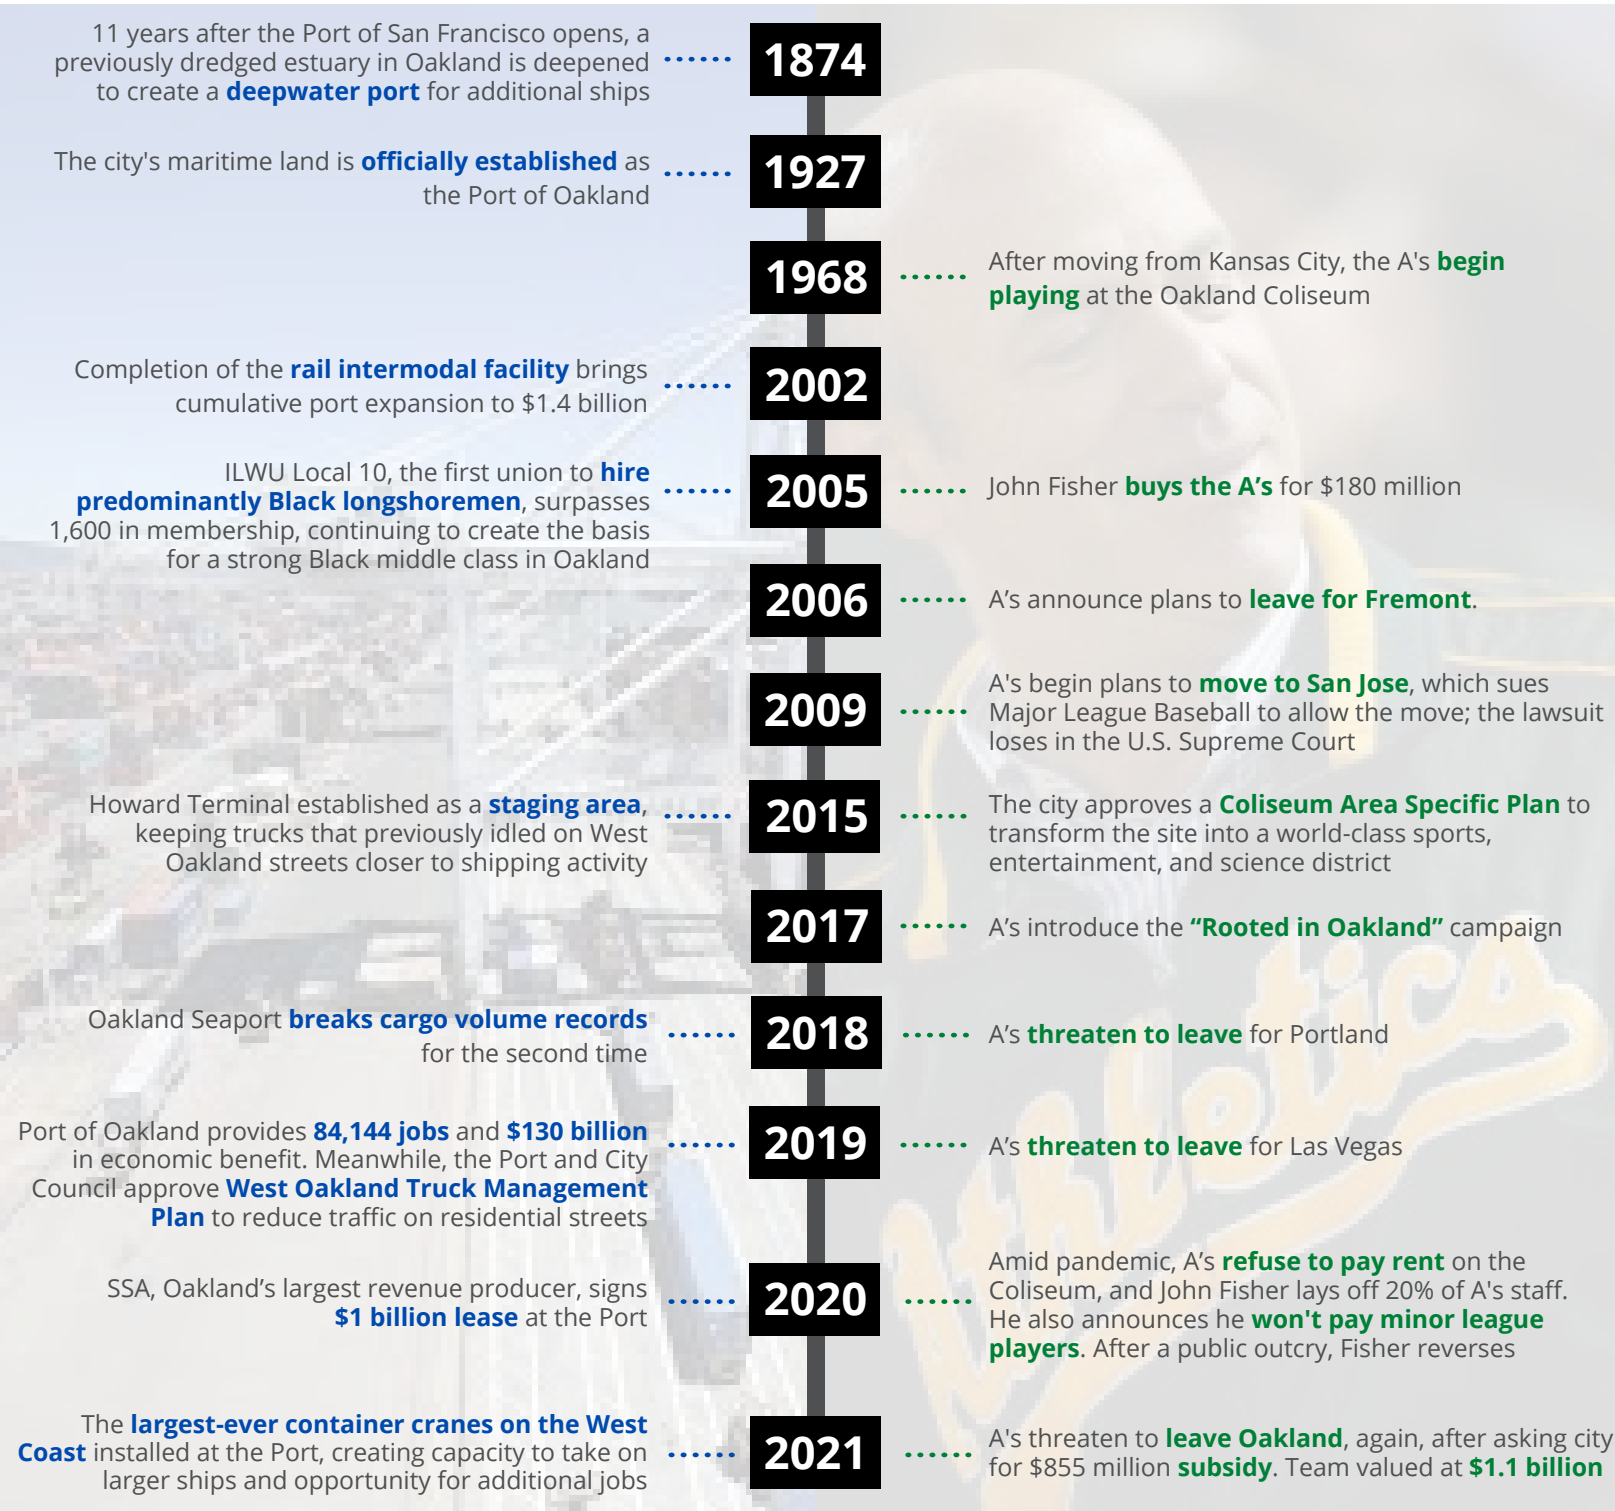 11 years after the Port of San Francisco opens, a
previously dredged estuary in Oakland is deepened
to create a deepwater port for additional ships
1874
The city's maritime land is officially established as
the Port of Oakland
1927
1968
After moving from Kansas City, the A's begin
playing at the Oakland Coliseum
Completion of the rail intermodal facility brings
cumulative port expansion to $1.4 billion
2002
ILWU Local 10, the first union to hire
predominantly Black longshoremen, surpasses
1,600 in membership, continuing to create the basis
for a strong Black middle class in Oakland
2005
John Fisher buys the A’s for $180 million
2006
A’s announce plans to leave for Fremont.
2009
A's begin plans to move to San Jose, which sues
Major League Baseball to allow the move; the lawsuit
loses in the U.S. Supreme Court
Howard Terminal established as a staging area,
keeping trucks that previously idled on West
Oakland streets closer to shipping activity
2015
The city approves a Coliseum Area Specific Plan to
transform the site into a world-class sports,
entertainment, and science district
2017
A’s introduce the “Rooted in Oakland” campaign
Oakland Seaport breaks cargo volume records
for the second time
2018
A’s threaten to leave for Portland
Port of Oakland provides 84,144 jobs and $130 billion
in economic benefit. Meanwhile, the Port and City
Council approve West Oakland Truck Management
Plan to reduce traffic on residential streets
2019
A’s threaten to leave for Las Vegas
SSA, Oakland’s largest revenue producer, signs
$1 billion lease at the Port
2020
Amid pandemic, A’s refuse to pay rent on the
Coliseum, and John Fisher lays off 20% of A's staff.
He also announces he won't pay minor league
players. After a public outcry, Fisher reverses
The largest-ever container cranes on the West
Coast installed at the Port, creating capacity to take on
larger ships and opportunity for additional jobs
2021
A's threaten to leave Oakland, again, after asking city
for $855 million subsidy. Team valued at $1.1 billion
Athletics